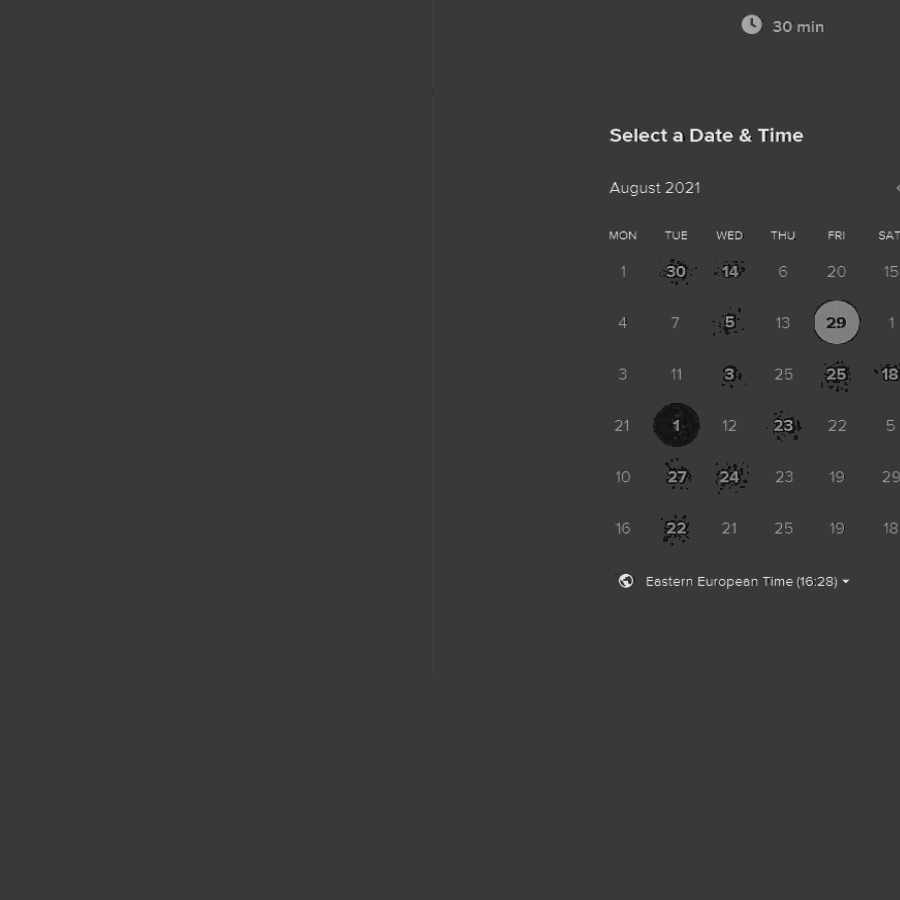 30 min
Select a Date & Time
August 2021
MON TUE WED THU FRI SAT
1 30 14 6 20 15
4 7 5 13 29 1
3 11 3 25 25 18
21 1 12 23 22 5
10 27 24 23 19 29
16 22 21 25 19 18
Eastern European Time (16:28)